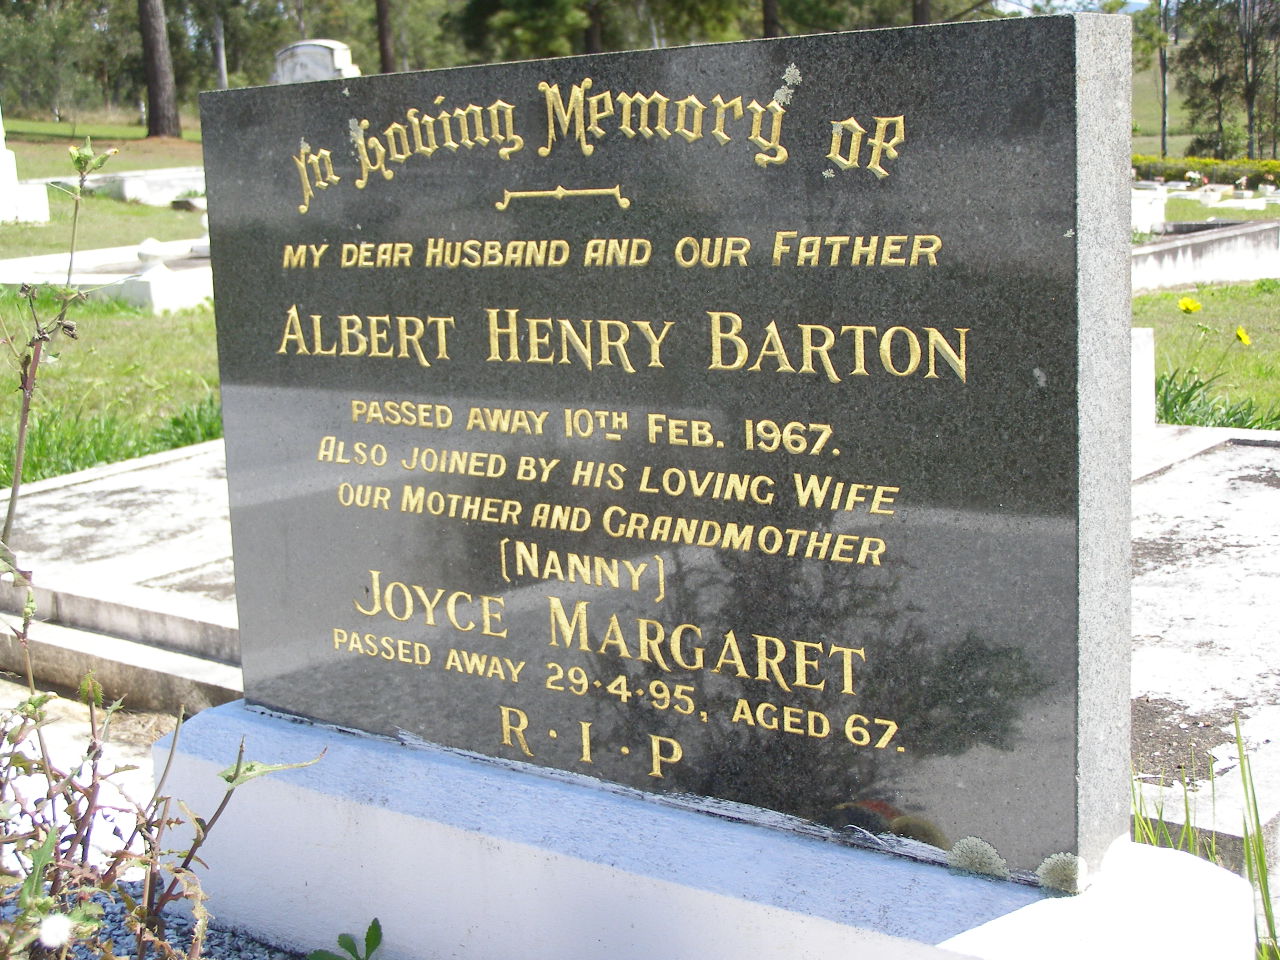 In Loving Memory of
MY DEAR HUSBAND AND OUR FATHER
ALBERT HENRY BARTON
PASSED AWAY 10TH FEB. 1967.
ALSO JOINED BY HIS LOVING WIFE
OUR MOTHER AND GRANDMOTHER
(NANNY)
JOYCE MARGARET
PASSED AWAY 29·4·95, AGED 67.
R·I·P